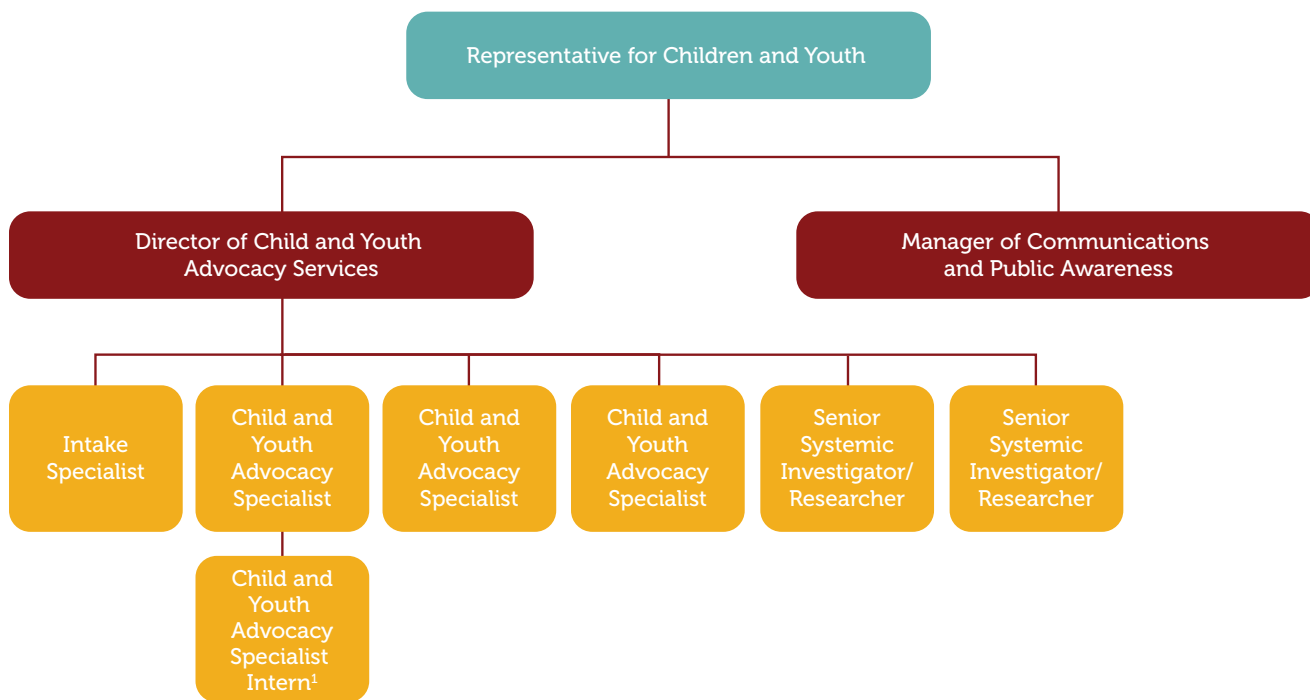 Representative for Children and Youth
Director of Child and Youth
Advocacy Services
Manager of Communications
and Public Awareness
Intake
Specialist
Child and
Youth
Advocacy
Specialist
Child and
Youth
Advocacy
Specialist
Child and
Youth
Advocacy
Specialist
Senior
Systemic
Investigator/
Researcher
Senior
Systemic
Investigator/
Researcher
Child and
Youth
Advocacy
Specialist
Intern¹